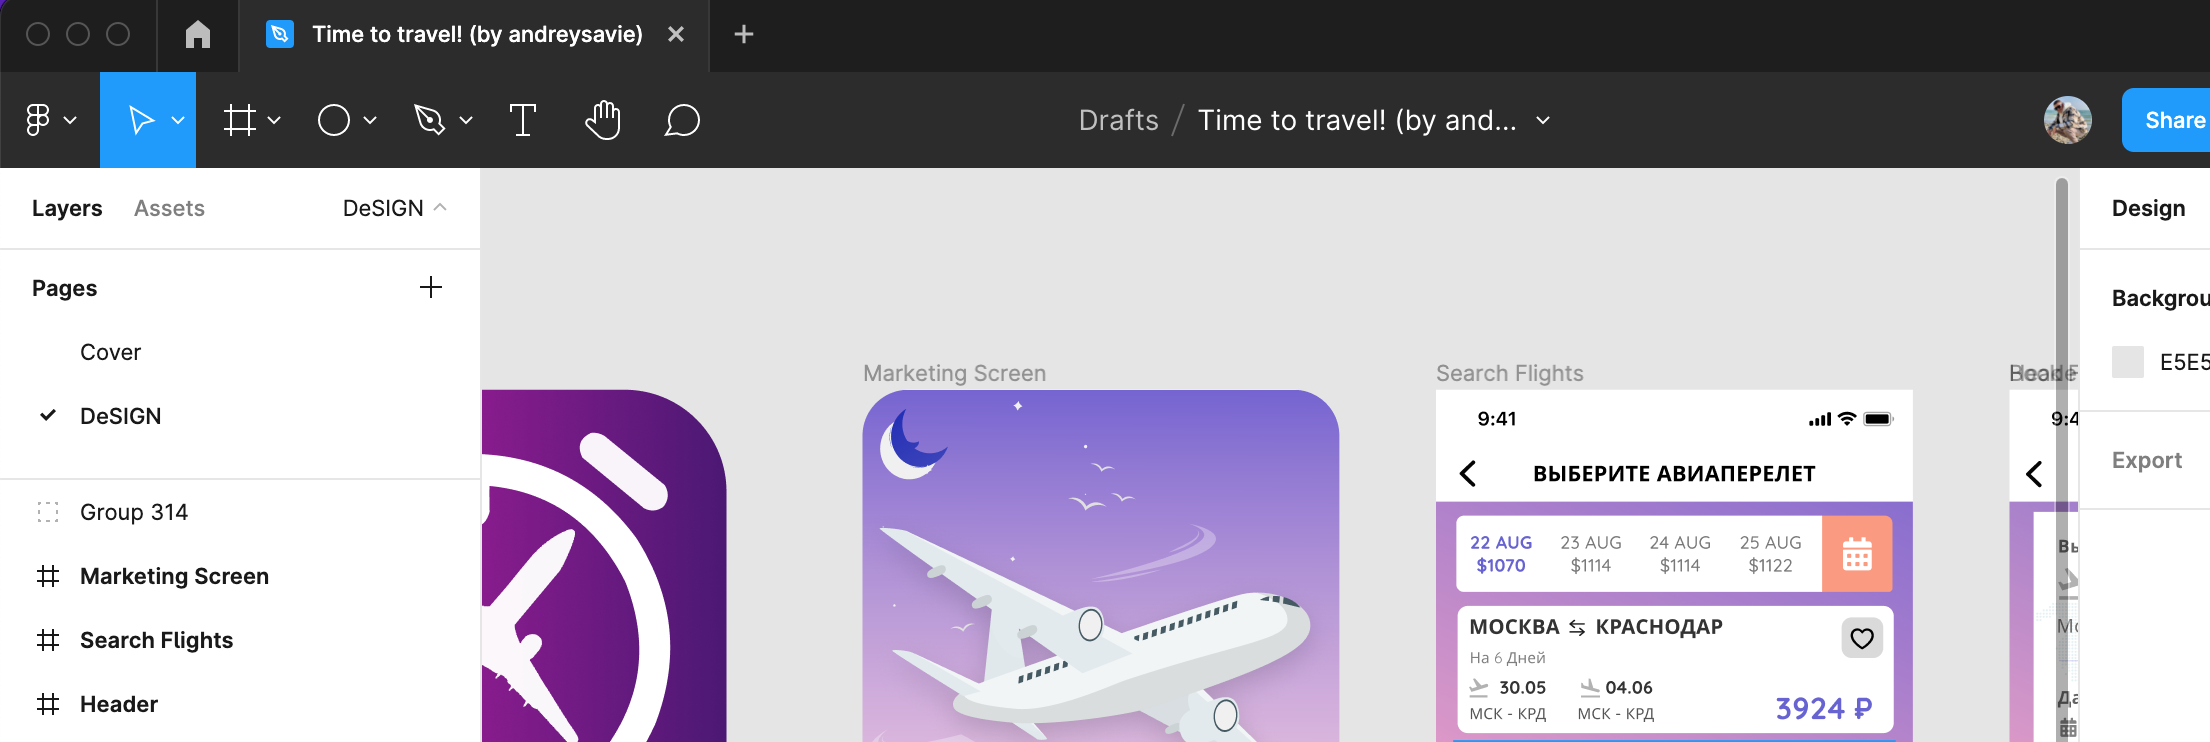 Time to travel! (by andreysavie)
Drafts / Time to travel! (by and...
Share
Layers
Assets
DeSIGN
Design
Pages
Cover
DeSIGN
Group 314
Marketing Screen
Search Flights
Header
Marketing Screen
Search Flights
9:41
ВЫБЕРИТЕ АВИАПЕРЕЛЕТ
22 AUG 23 AUG 24 AUG 25 AUG
$1070 $1114 $1114 $1122
МОСКВА ⇆ КРАСНОДАР
На 6 Дней
30.05 04.06
МСК - КРД МСК - КРД
3924 ₽
Backgrou
E5E5
Export